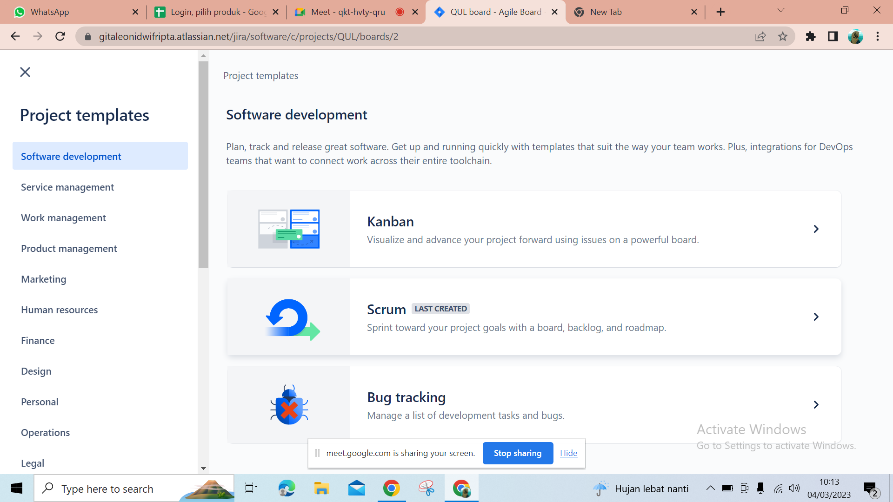 WhatsApp
Login, pilih produk - Goo
Meet - qkt-hvty-qru
QUL board - Agile Board
New Tab
gitaleonidwifripta.atlassian.net/jira/software/c/projects/QUL/boards/2
Project templates
Software development
Service management
Work management
Product management
Marketing
Human resources
Finance
Design
Personal
Operations
Legal
Project templates
Software development
Plan, track and release great software. Get up and running quickly with templates that suit the way your team works. Plus, integrations for DevOps
teams that want to connect work across their entire toolchain.
Kanban
Visualize and advance your project forward using issues on a powerful board.
Scrum LAST CREATED
Sprint toward your project goals with a board, backlog, and roadmap.
Bug tracking
Manage a list of development tasks and bugs.
Activate Windows
Go to Settings to activate Windows.
meet.google.com is sharing your screen. Stop sharing Hide
Type here to search
Hujan lebat nanti
10:13
04/03/2023
2